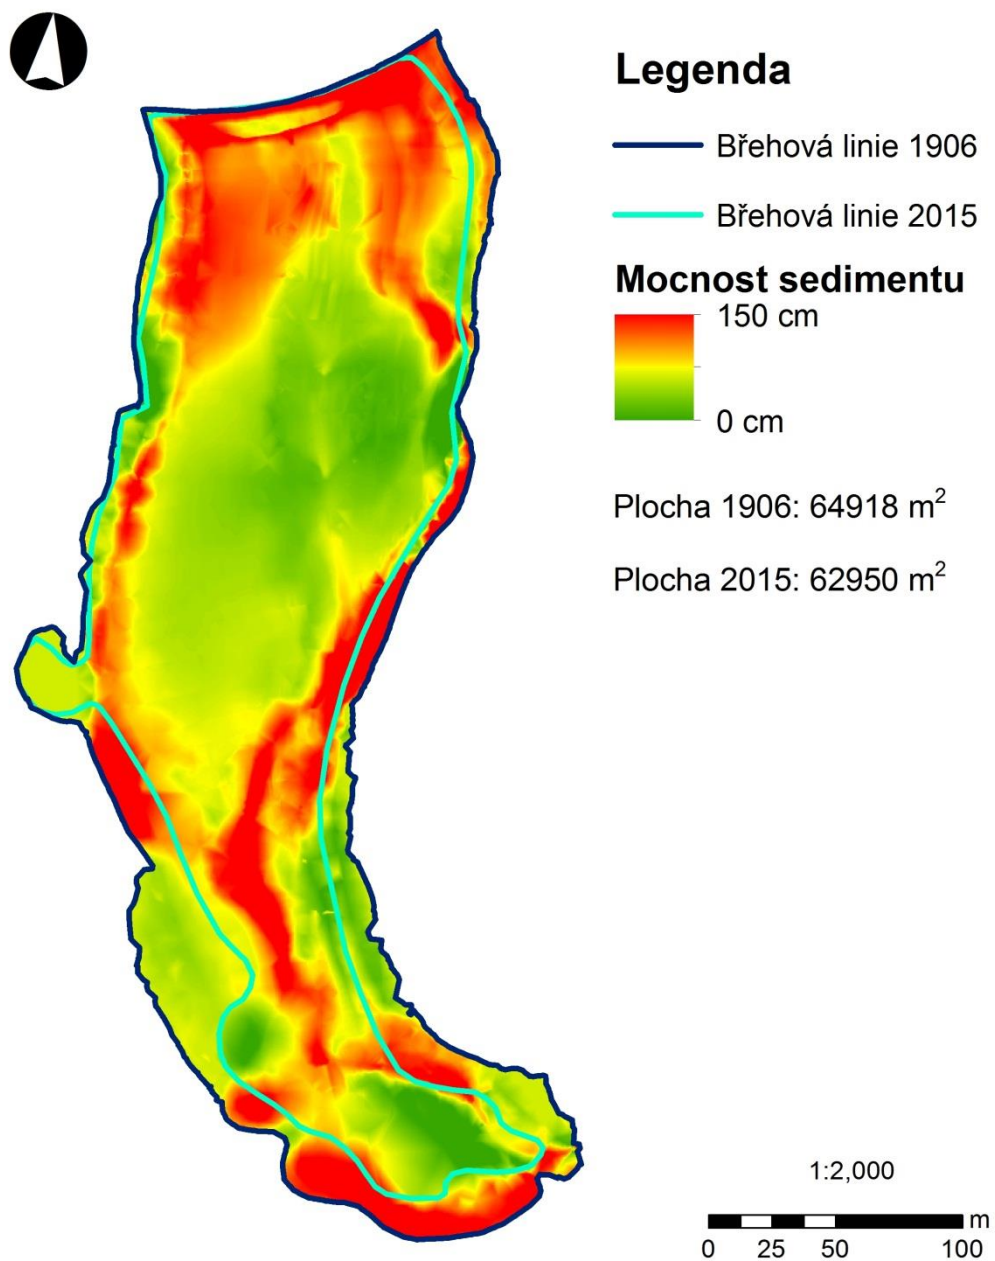 Legenda
Břehová linie 1906
Břehová linie 2015
Mocnost sedimentu
150 cm
0 cm
Plocha 1906: 64918 m²
Plocha 2015: 62950 m²
1:2,000
m
0 25 50 100